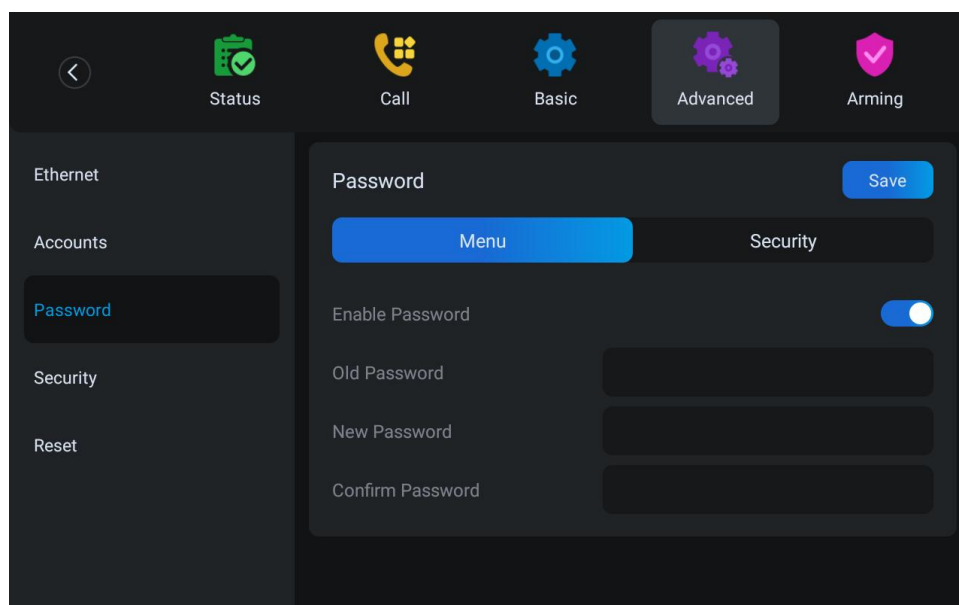 Status
Call
Basic
Advanced
Arming
Ethernet
Accounts
Password
Security
Reset
Password
Save
Menu
Security
Enable Password
Old Password
New Password
Confirm Password